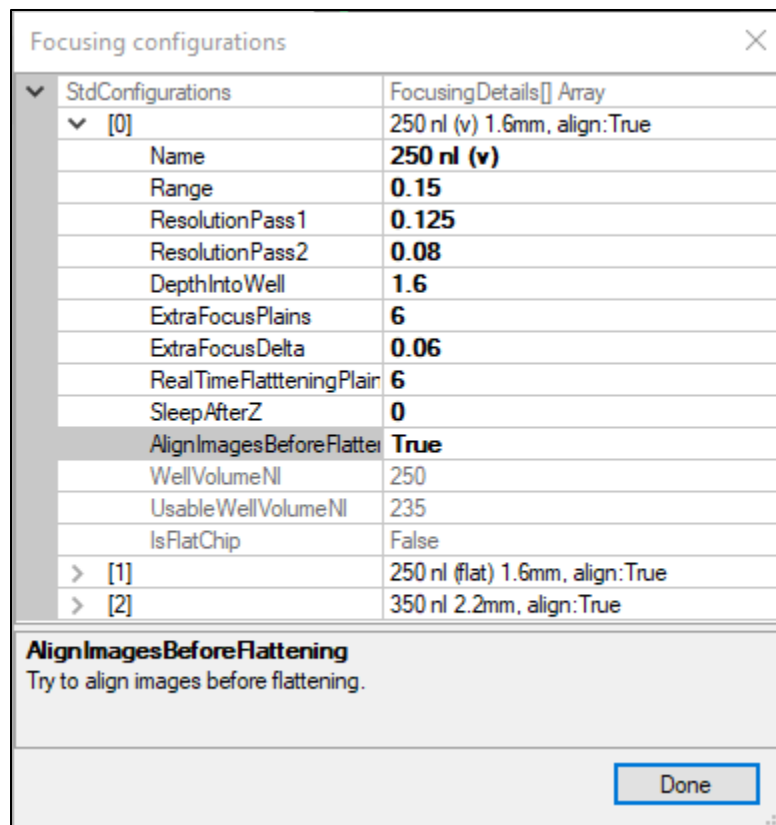 Focusing configurations
StdConfigurations FocusingDetails[] Array
[0] 250 nl (v) 1.6mm, align:True
Name 250 nl (v)
Range 0.15
ResolutionPass1 0.125
ResolutionPass2 0.08
DepthIntoWell 1.6
ExtraFocusPlains 6
ExtraFocusDelta 0.06
RealTimeFlattteningPlain 6
SleepAfterZ 0
AlignImagesBeforeFlatter True
WellVolumeNl 250
UsableWellVolumeNl 235
IsFlatChip False
[1] 250 nl (flat) 1.6mm, align:True
[2] 350 nl 2.2mm, align:True
AlignImagesBeforeFlattening
Try to align images before flattening.
Done